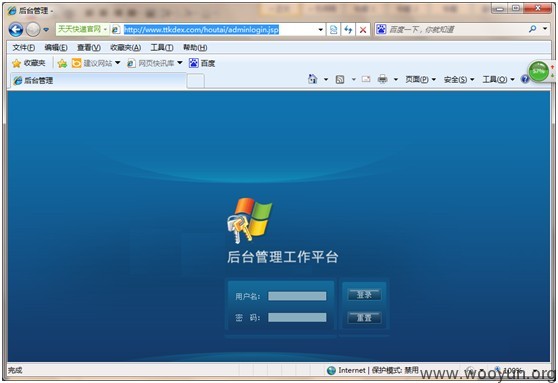 后台管理 -
天天快递官网 http://www.ttkdex.com/houtai/adminlogin.jsp 百度一下，你就知道
文件(F) 编辑(E) 查看(V) 收藏夹(A) 工具(T) 帮助(H)
收藏夹 建议网站 网页快讯库 百度
后台管理 页面(P) 安全(S) 工具(O)
57%
后台管理工作平台
用户名: 登录
密 码: 重置
完成 Internet | 保护模式: 禁用 100%
www.wooyun.org